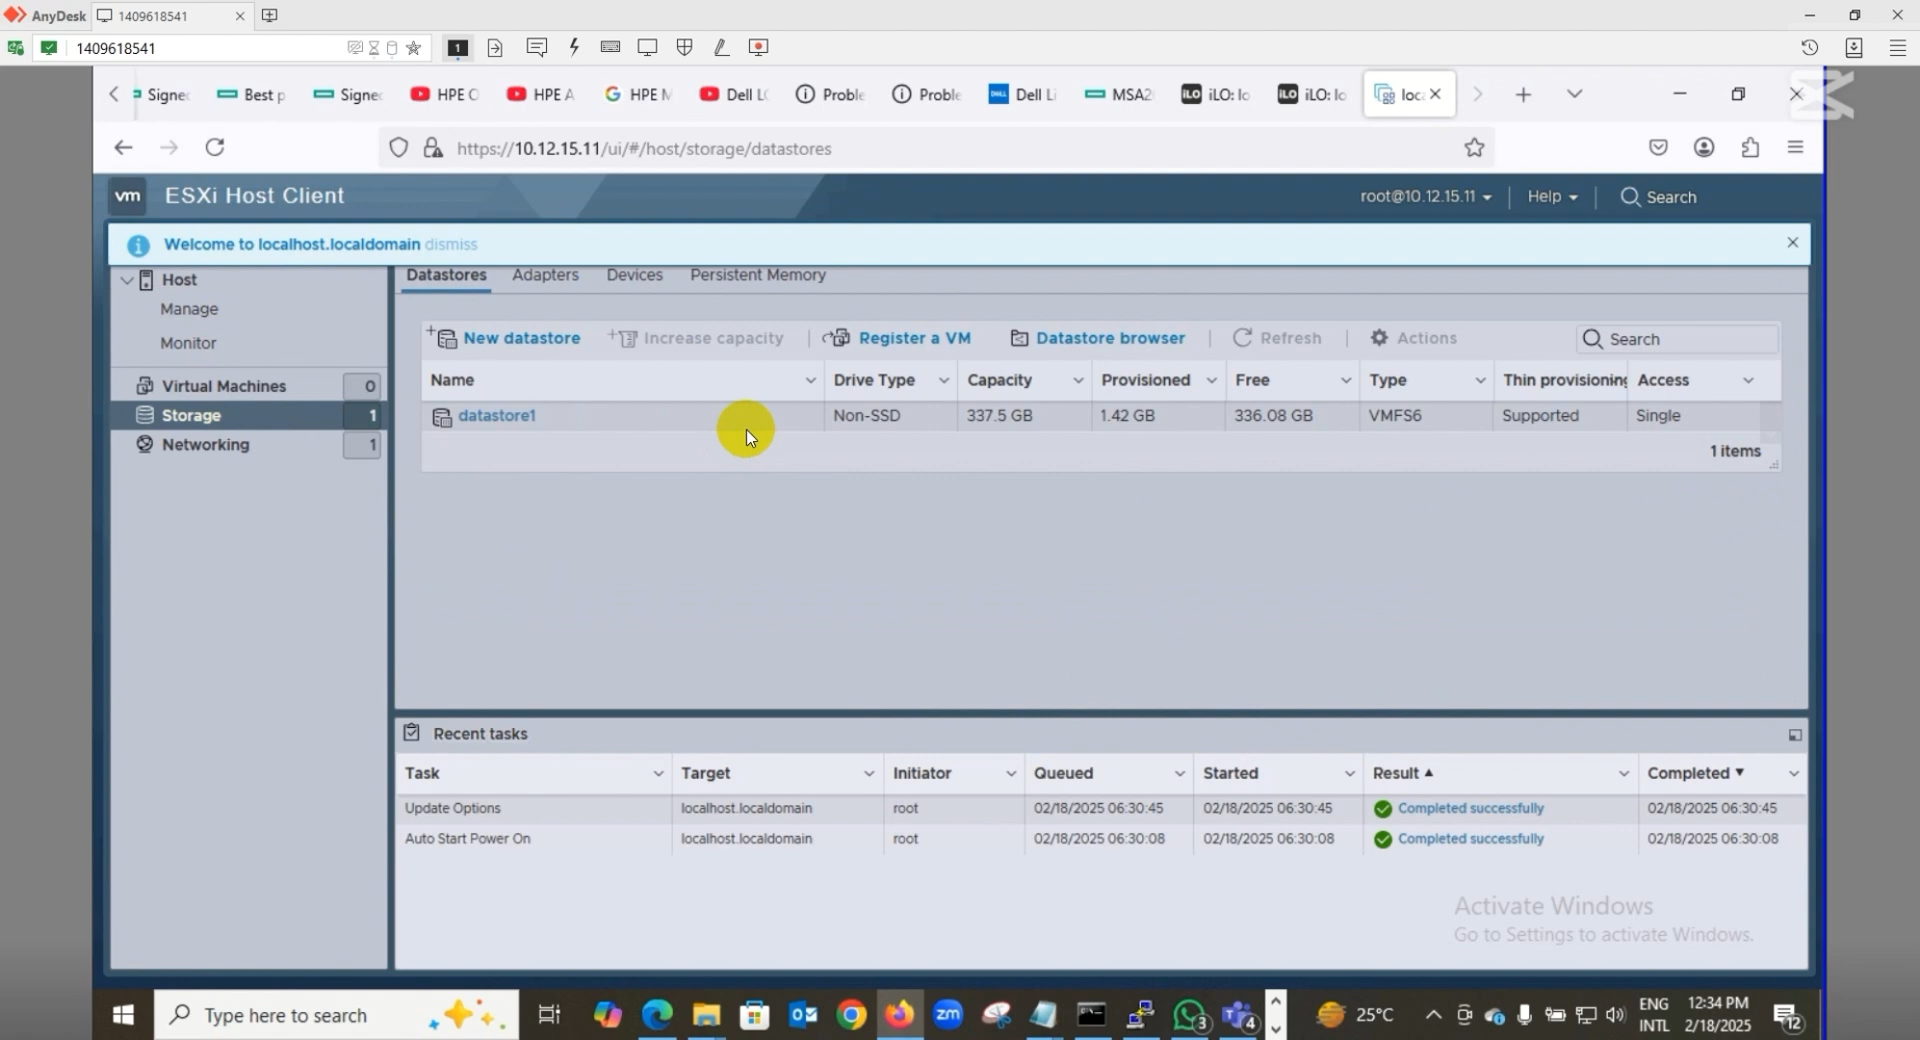 AnyDesk 1409618541
1409618541 1
Signe Best p Signe HPE HPE A HPE Dell Proble Proble DELL Dell Li MSA2 iLO iLO: lo iLO iLO: lo loc
https://10.12.15.11/ui/#/host/storage/datastores
vm ESXi Host Client root@10.12.15.11 Help Search
Welcome to localhost.localdomain dismiss
Host
Manage
Monitor
Virtual Machines 0
Storage 1
Networking 1
Datastores Adapters Devices Persistent Memory
New datastore Increase capacity Register a VM Datastore browser Refresh Actions Search
Name Drive Type Capacity Provisioned Free Type Thin provisioning Access
datastore1 Non-SSD 337.5 GB 1.42 GB 336.08 GB VMFS6 Supported Single
1 items
Recent tasks
Task Target Initiator Queued Started Result Completed
Update Options localhost.localdomain root 02/18/2025 06:30:45 02/18/2025 06:30:45 Completed successfully 02/18/2025 06:30:45
Auto Start Power On localhost.localdomain root 02/18/2025 06:30:08 02/18/2025 06:30:08 Completed successfully 02/18/2025 06:30:08
Activate Windows
Go to Settings to activate Windows.
Type here to search zm 3 4 25°C ENG INTL 12:34 PM 2/18/2025 12